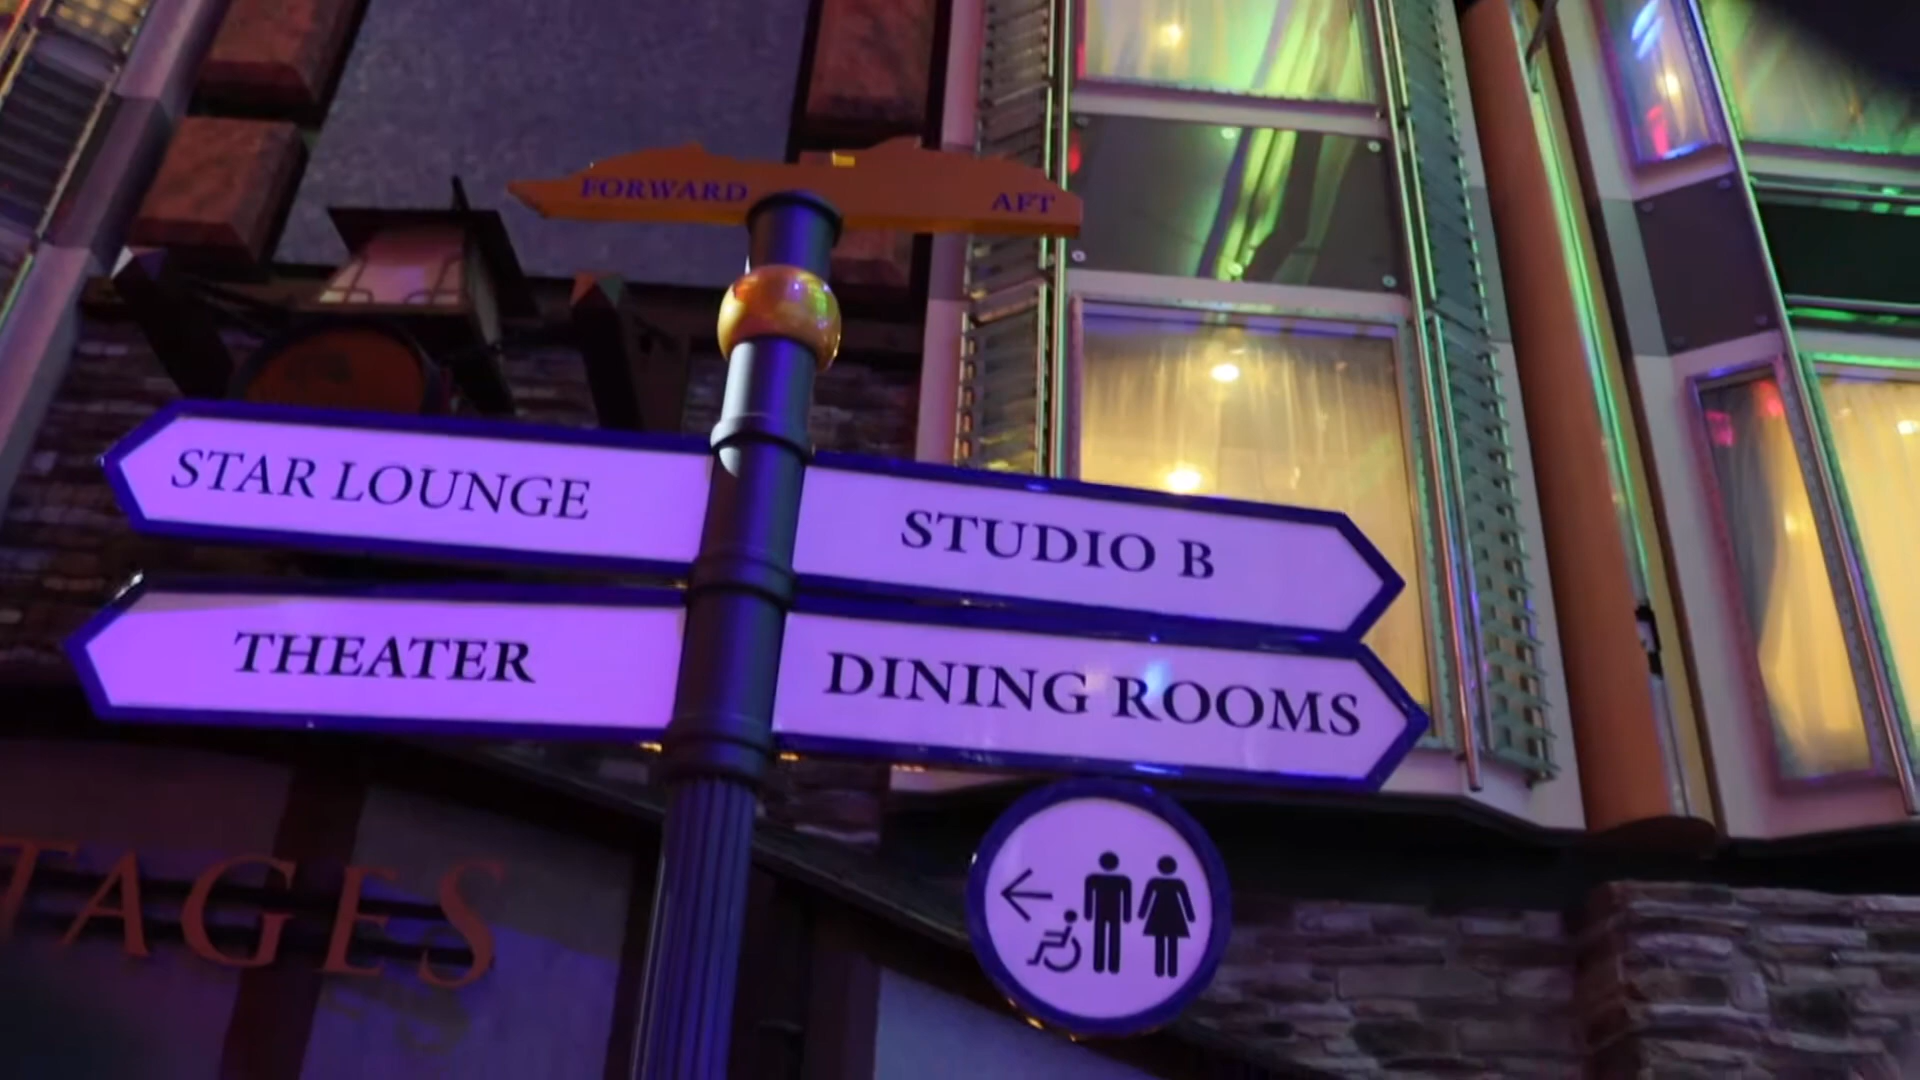 FORWARD AFT
STAR LOUNGE
STUDIO B
THEATER
DINING ROOMS
TAGES